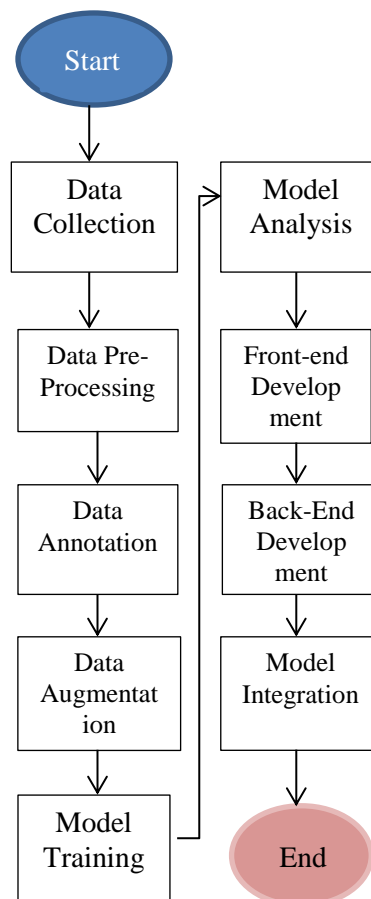 Start
Data
Collection
Data Pre-
Processing
Data
Annotation
Data
Augmentat
ion
Model
Training
Model
Analysis
Front-end
Develop
ment
Back-End
Develop
ment
Model
Integration
End